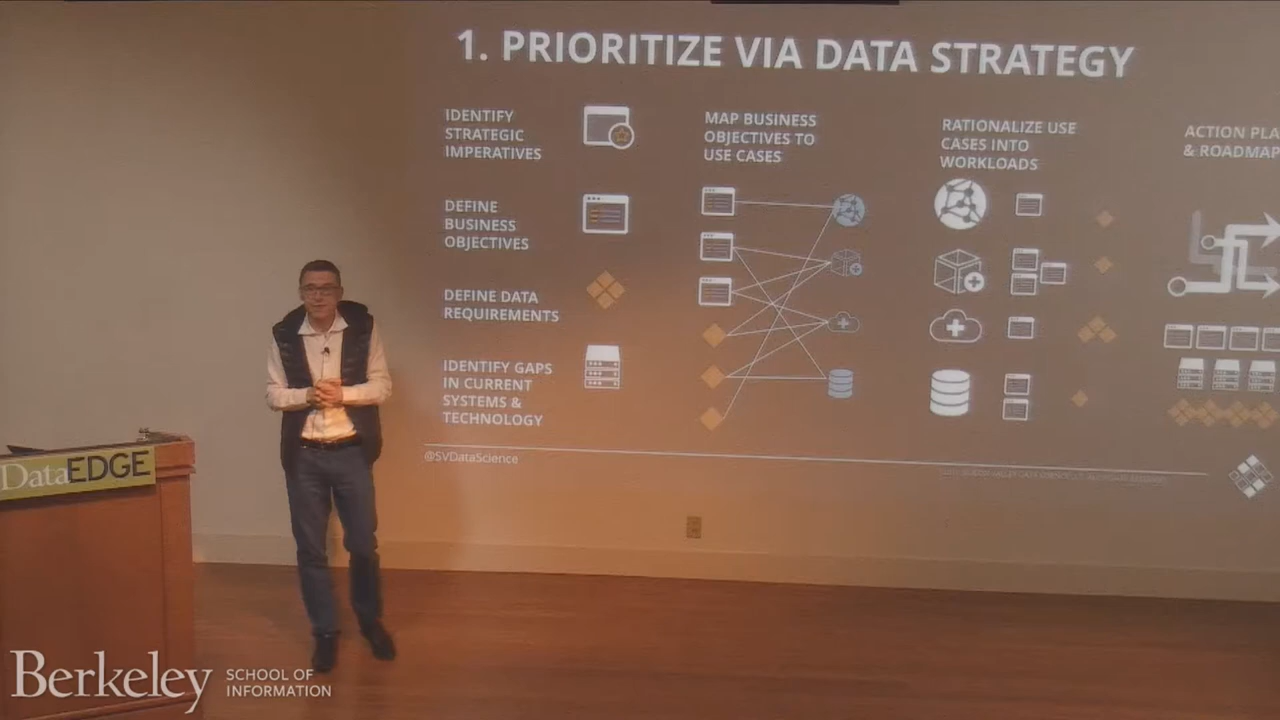 1. PRIORITIZE VIA DATA STRATEGY
IDENTIFY
STRATEGIC
IMPERATIVES
DEFINE
BUSINESS
OBJECTIVES
DEFINE DATA
REQUIREMENTS
IDENTIFY GAPS
IN CURRENT
SYSTEMS &
TECHNOLOGY
MAP BUSINESS
OBJECTIVES TO
USE CASES
RATIONALIZE USE
CASES INTO
WORKLOADS
ACTION PLA
& ROADMAP
@SVDataScience
DataEDGE
Berkeley
SCHOOL OF
INFORMATION